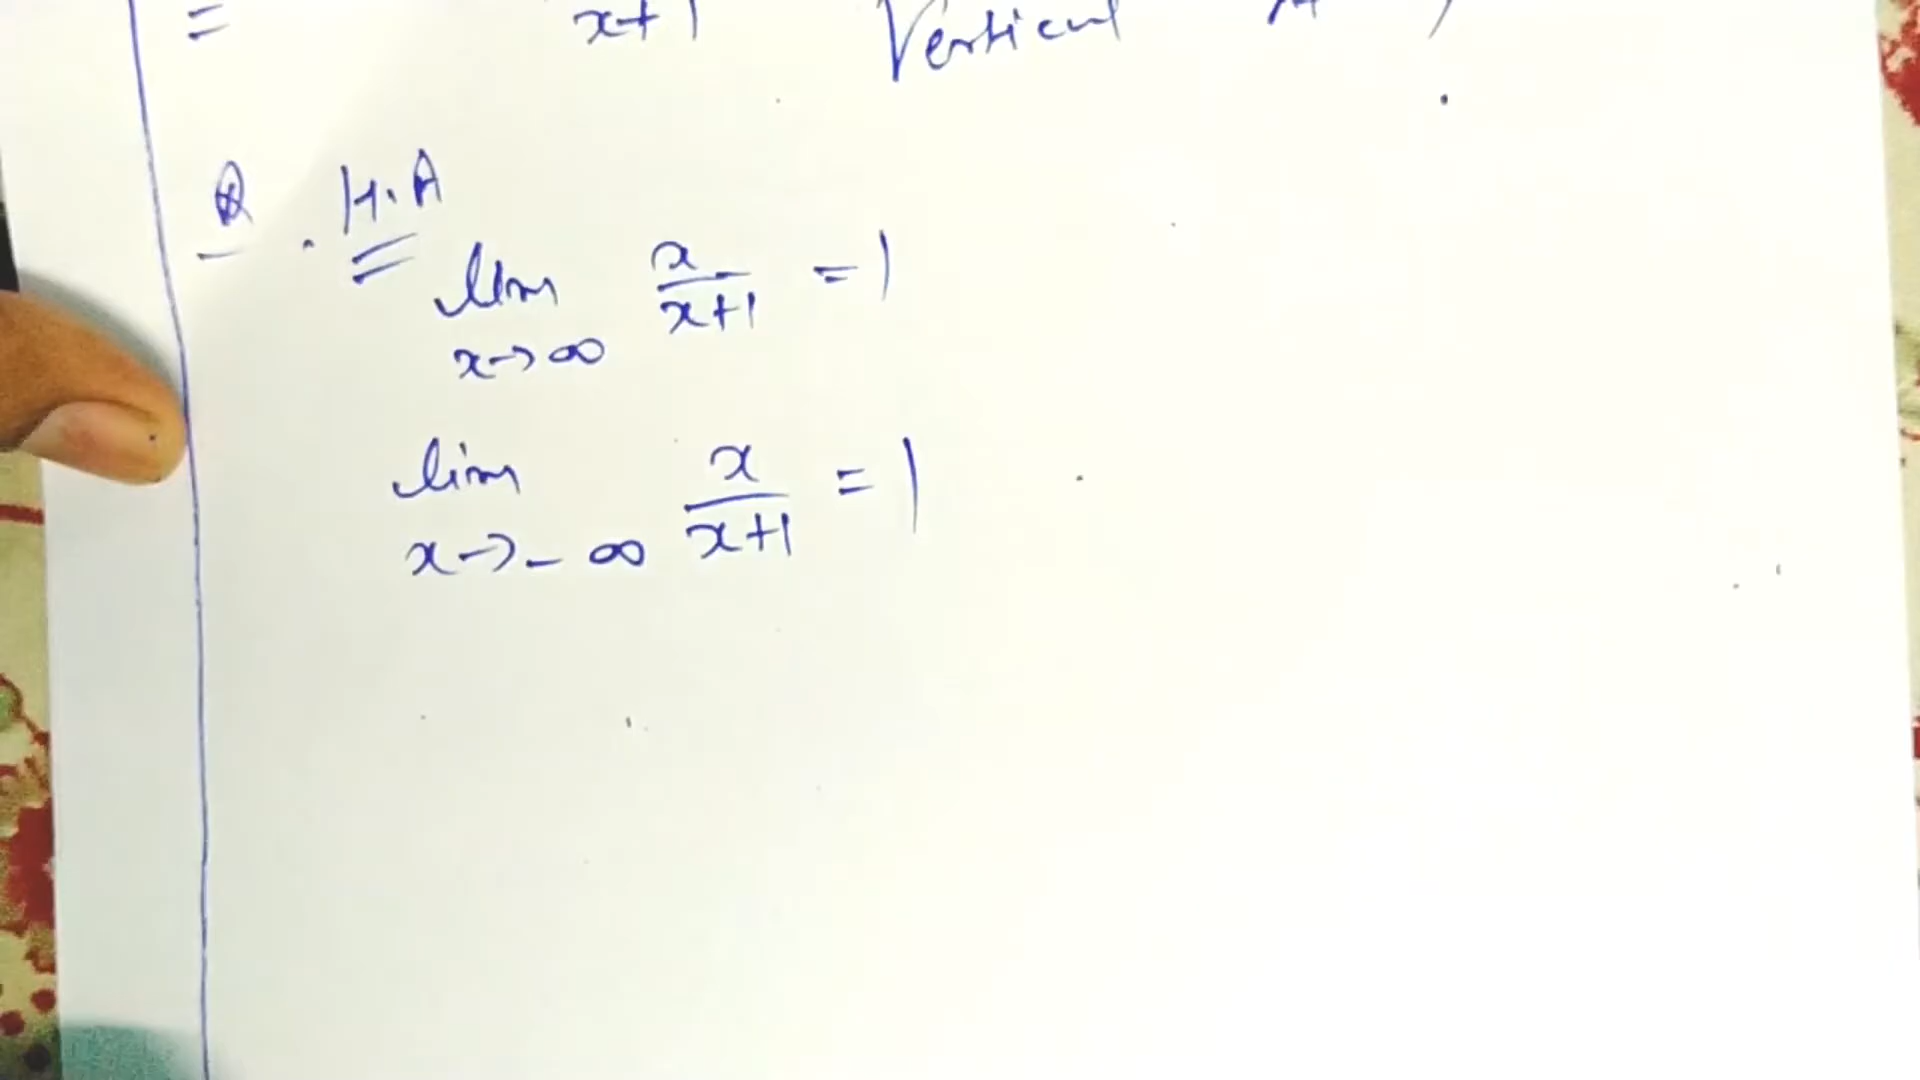 = x+1 Vertical
Q . H.A
lim x→∞ x/x+1 = 1
lim x→-∞ x/x+1 = 1